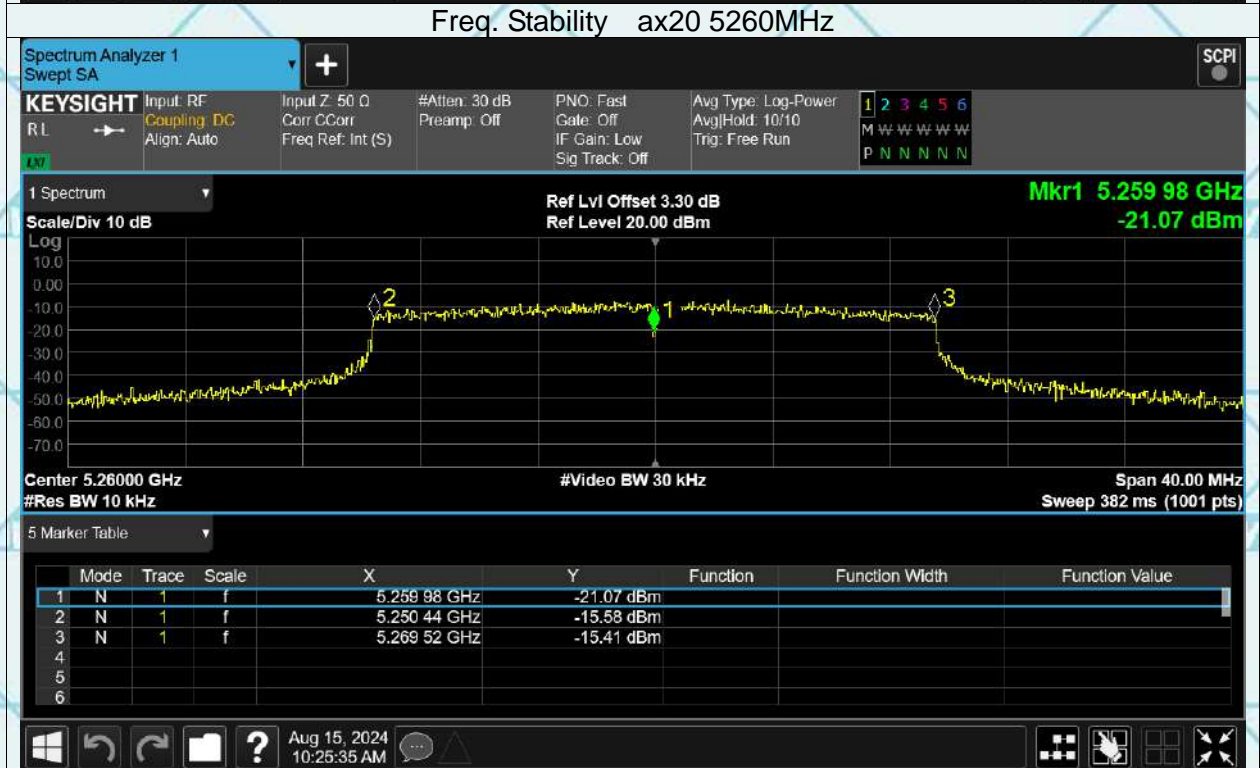 Freq. Stability ax20 5260MHz
Spectrum Analyzer 1
Swept SA
+
SCPI
KEYSIGHT Input: RF Input Z: 50 Ω #Atten: 30 dB PNO: Fast Avg Type: Log-Power 1 2 3 4 5 6
RL Coupling: DC Corr CCorr Preamp: Off Gate: Off Avg|Hold: 10/10 M W W W W W
Align: Auto Freq Ref: Int (S) IF Gain: Low Trig: Free Run P N N N N N
LXI Sig Track: Off
1 Spectrum Ref Lvl Offset 3.30 dB Mkr1 5.259 98 GHz
Scale/Div 10 dB Ref Level 20.00 dBm -21.07 dBm
Log
10.0
0.00
-10.0
-20.0
-30.0
-40.0
-50.0
-60.0
-70.0
2
1
3
Center 5.26000 GHz #Video BW 30 kHz Span 40.00 MHz
#Res BW 10 kHz Sweep 382 ms (1001 pts)
5 Marker Table
Mode Trace Scale X Y Function Function Width Function Value
1 N 1 f 5.259 98 GHz -21.07 dBm
2 N 1 f 5.250 44 GHz -15.58 dBm
3 N 1 f 5.269 52 GHz -15.41 dBm
4
5
6
? Aug 15, 2024
10:25:35 AM